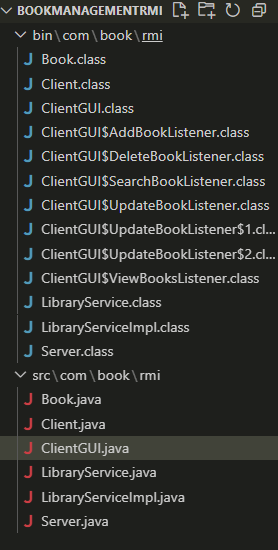 BOOKMANAGEMENTRMI
bin\com\book\rmi
J Book.class
J Client.class
J ClientGUI.class
J ClientGUI$AddBookListener.class
J ClientGUI$DeleteBookListener.class
J ClientGUI$SearchBookListener.class
J ClientGUI$UpdateBookListener.class
J ClientGUI$UpdateBookListener$1.cl...
J ClientGUI$UpdateBookListener$2.cl...
J ClientGUI$ViewBooksListener.class
J LibraryService.class
J LibraryServiceImpl.class
J Server.class
src\com\book\rmi
J Book.java
J Client.java
J ClientGUI.java
J LibraryService.java
J LibraryServiceImpl.java
J Server.java